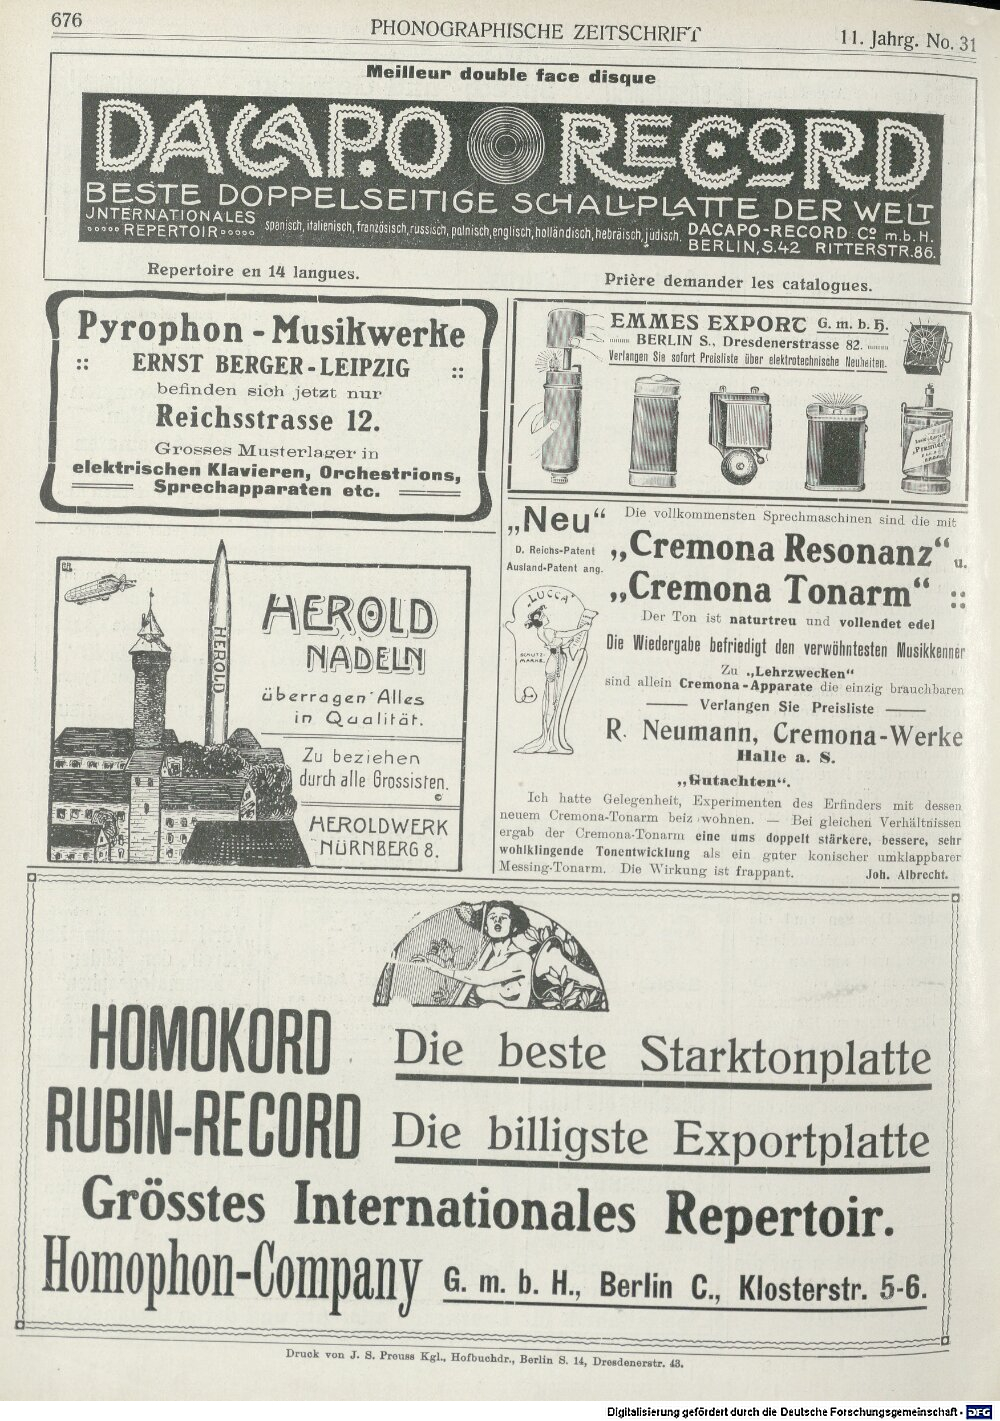 676
PHONOGRAPHISCHE ZEITSCHRIFT
11. Jahrg. No. 31
Meilleur double face disque
DACAPO RECORD
BESTE DOPPELSEITIGE SCHALLPLATTE DER WELT
JNTERNATIONALES
REPERTOIR
spanisch, italienisch, französisch, russisch, polnisch, englisch, holländisch, hebräisch, jüdisch.
DACAPO-RECORD Co m.b.H.
BERLIN, S.42 RITTERSTR.86.
Repertoire en 14 langues.
Prière demander les catalogues.
Pyrophon-Musikwerke
:: ERNST BERGER-LEIPZIG ::
befinden sich jetzt nur
Reichsstrasse 12.
Grosses Musterlager in
elektrischen Klavieren, Orchestrions,
Sprechapparaten etc.
EMMES EXPORT G. m. b. H.
BERLIN S., Dresdenerstrasse 82.
Verlangen Sie sofort Preisliste über elektrotechnische Neuheiten.
HEROLD
HEROLD
NADELN
überragen Alles
in Qualität.
Zu beziehen
durch alle Grossisten.
HEROLDWERK
NÜRNBERG 8.
„Neu“
D. Reichs-Patent
Ausland-Patent ang.
„LUCCA“
SCHUTZ-
MARKE.
Die vollkommensten Sprechmaschinen sind die mit
„Cremona Resonanz“ u.
„Cremona Tonarm“ ::
Der Ton ist naturtreu und vollendet edel
Die Wiedergabe befriedigt den verwöhntesten Musikkenner
Zu „Lehrzwecken“
sind allein Cremona-Apparate die einzig brauchbaren
Verlangen Sie Preisliste
R. Neumann, Cremona-Werke
Halle a. S.
„Gutachten“.
Ich hatte Gelegenheit, Experimenten des Erfinders mit dessen
neuem Cremona-Tonarm beizuwohnen. — Bei gleichen Verhältnissen
ergab der Cremona-Tonarm eine ums doppelt stärkere, bessere, sehr
wohlklingende Tonentwicklung als ein guter konischer umklappbarer
Messing-Tonarm. Die Wirkung ist frappant. Joh. Albrecht.
HOMOKORD Die beste Starktonplatte
RUBIN-RECORD Die billigste Exportplatte
Grösstes Internationales Repertoir.
Homophon-Company G. m. b. H., Berlin C., Klosterstr. 5-6.
Druck von J. S. Preuss Kgl., Hofbuchdr., Berlin S. 14, Dresdenerstr. 43.
Digitalisierung gefördert durch die Deutsche Forschungsgemeinschaft - DFG